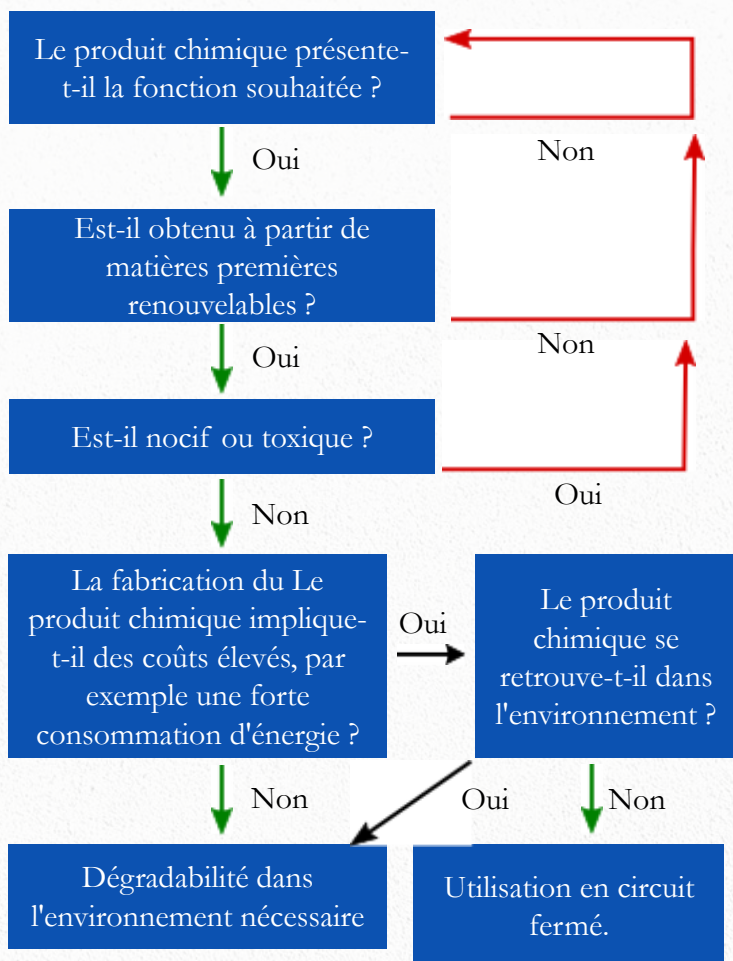 Le produit chimique présente-
t-il la fonction souhaitée ?
Oui
Non
Est-il obtenu à partir de
matières premières
renouvelables ?
Oui
Non
Est-il nocif ou toxique ?
Non
Oui
La fabrication du Le
produit chimique implique-
t-il des coûts élevés, par
exemple une forte
consommation d'énergie ?
Oui
Le produit
chimique se
retrouve-t-il dans
l'environnement ?
Non
Oui
Non
Dégradabilité dans
l'environnement nécessaire
Utilisation en circuit
fermé.